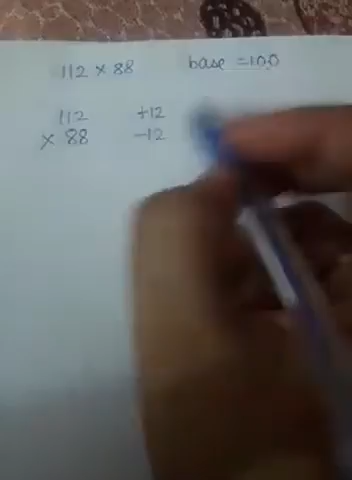 112 × 88 base = 100
112 +12
× 88 -12